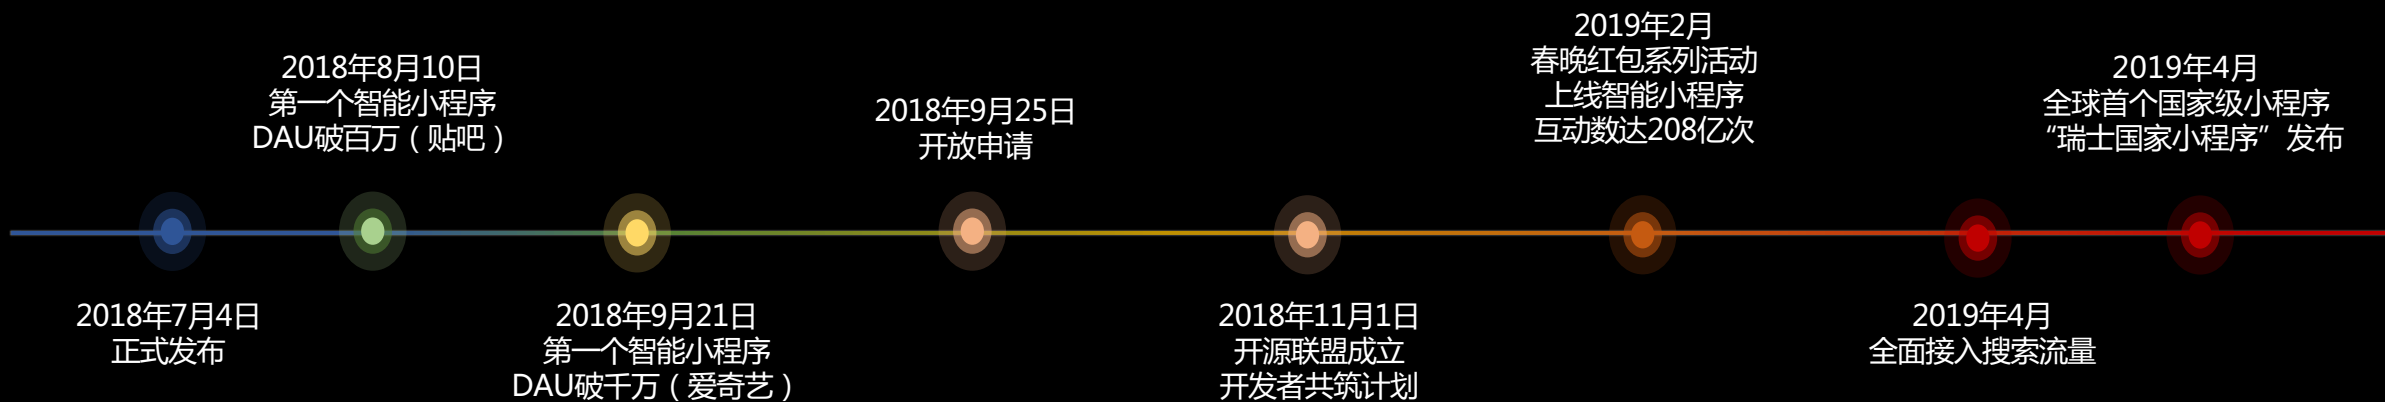 2018年7月4日
正式发布
2018年8月10日
第一个智能小程序
DAU破百万（贴吧）
2018年9月21日
第一个智能小程序
DAU破千万（爱奇艺）
2018年9月25日
开放申请
2018年11月1日
开源联盟成立
开发者共筑计划
2019年2月
春晚红包系列活动
上线智能小程序
互动数达208亿次
2019年4月
全面接入搜索流量
2019年4月
全球首个国家级小程序
“瑞士国家小程序”发布